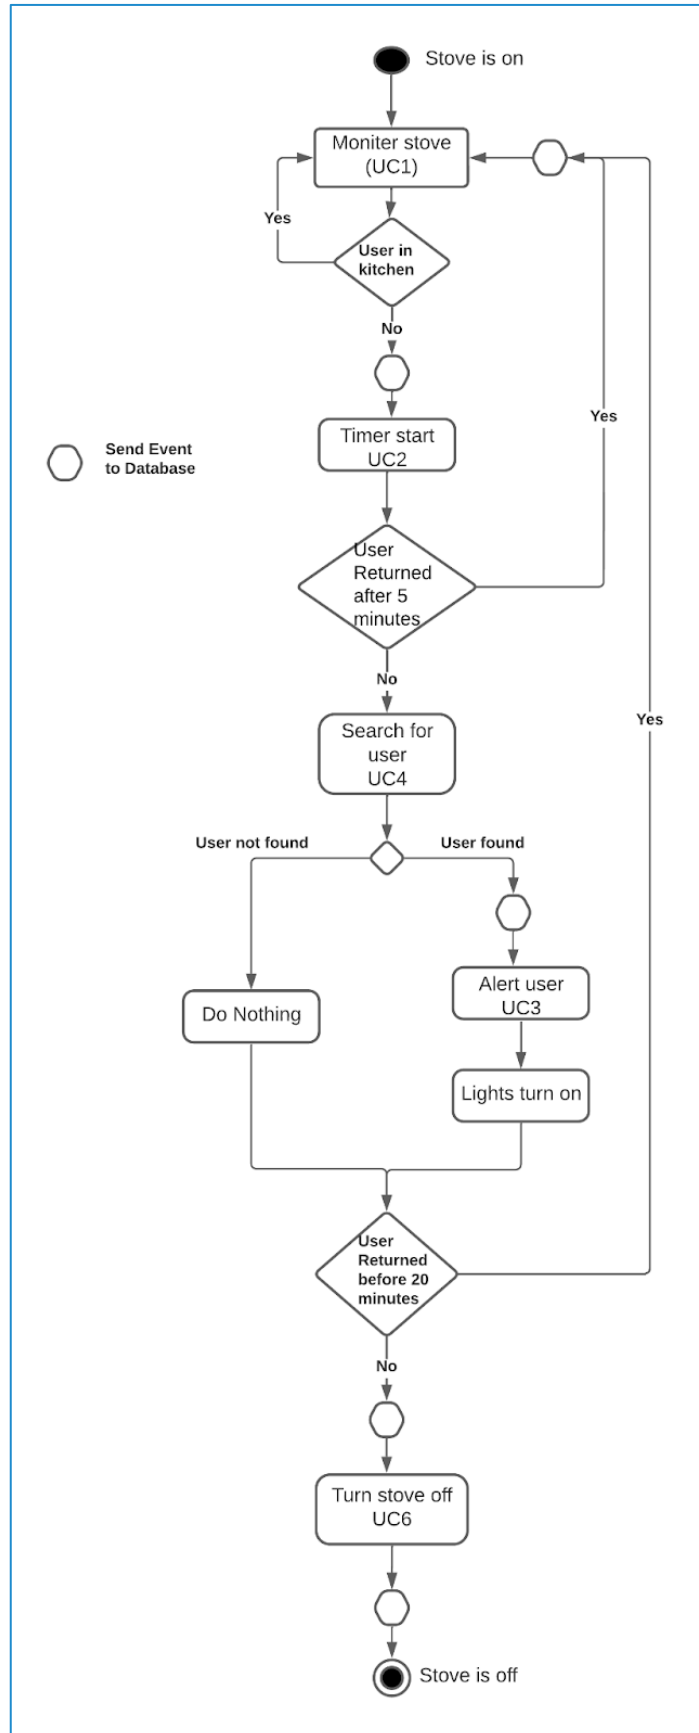 Stove is on
Moniter stove
(UC1)
Yes
User in
kitchen
No
Timer start
UC2
Send Event
to Database
Yes
User
Returned
after 5
minutes
No
Search for
user
UC4
Yes
User not found
User found
Alert user
UC3
Do Nothing
Lights turn on
User
Returned
before 20
minutes
No
Turn stove off
UC6
Stove is off